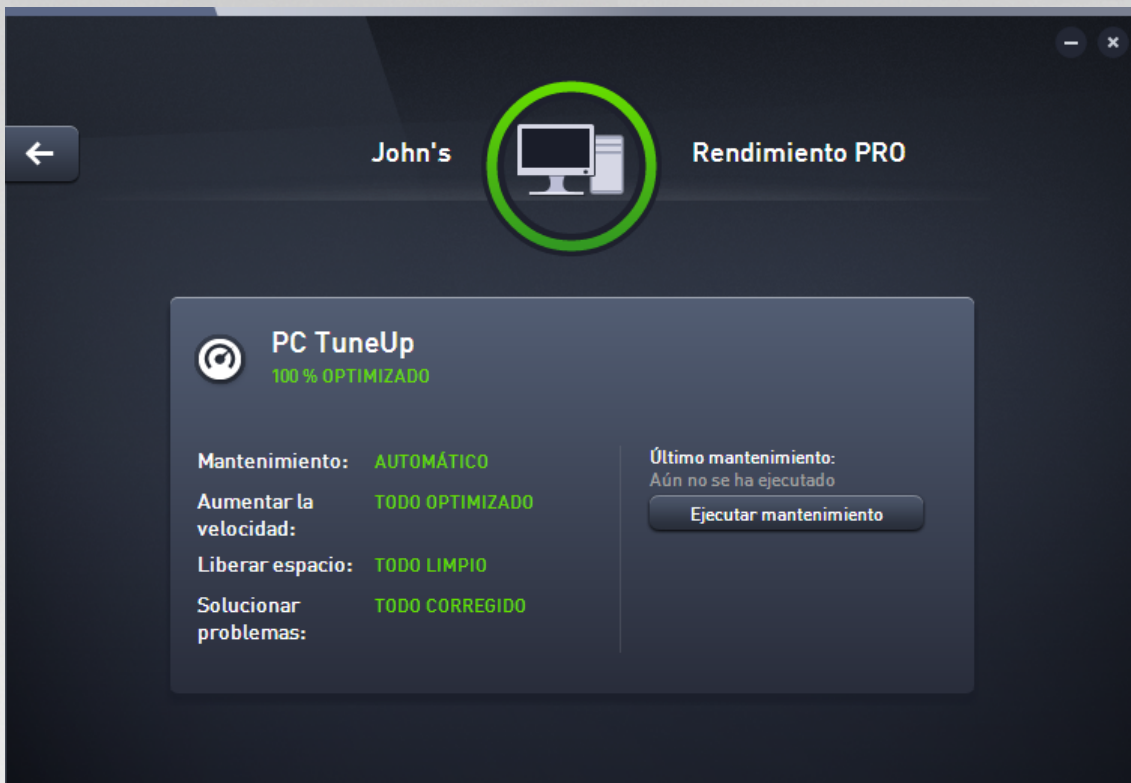 John's
Rendimiento PRO
PC TuneUp
100 % OPTIMIZADO
Mantenimiento: AUTOMÁTICO
Aumentar la
velocidad:
TODO OPTIMIZADO
Liberar espacio: TODO LIMPIO
Solucionar
problemas:
TODO CORREGIDO
Último mantenimiento:
Aún no se ha ejecutado
Ejecutar mantenimiento